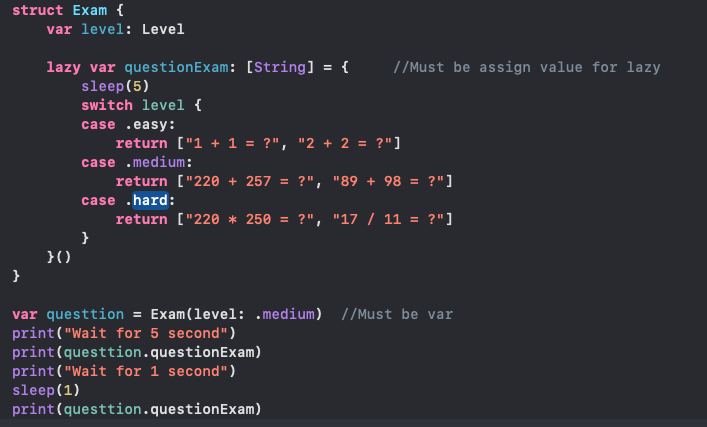 struct Exam {
    var level: Level

    lazy var questionExam: [String] = {     //Must be assign value for lazy
        sleep(5)
        switch level {
        case .easy:
            return ["1 + 1 = ?", "2 + 2 = ?"]
        case .medium:
            return ["220 + 257 = ?", "89 + 98 = ?"]
        case .hard:
            return ["220 * 250 = ?", "17 / 11 = ?"]
        }
    }()
}

var questtion = Exam(level: .medium)  //Must be var
print("Wait for 5 second")
print(questtion.questionExam)
print("Wait for 1 second")
sleep(1)
print(questtion.questionExam)